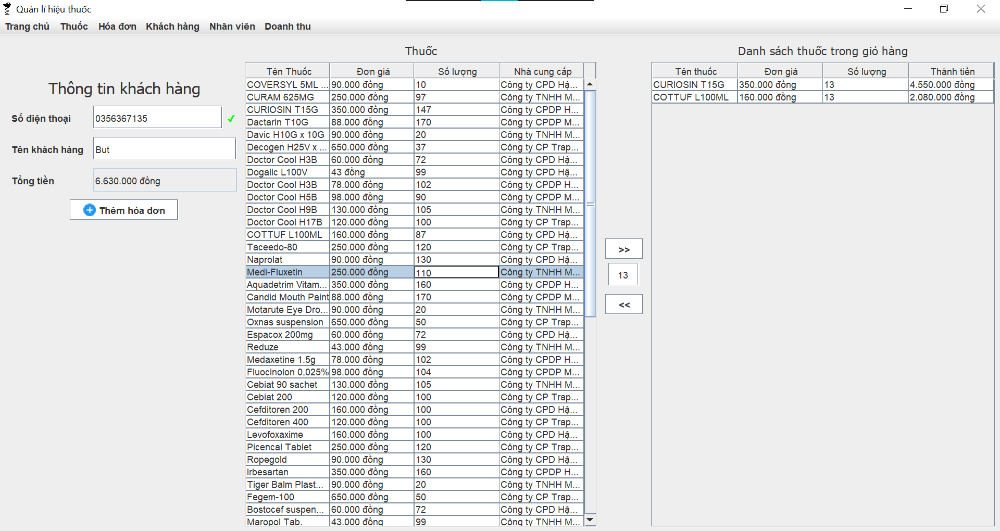 Quản lí hiệu thuốc
Trang chủ Thuốc Hóa đơn Khách hàng Nhân viên Doanh thu
Thông tin khách hàng
Số điện thoại 0356367135
Tên khách hàng But
Tổng tiền 6.630.000 đồng
Thêm hóa đơn
Thuốc
Tên Thuốc Đơn giá Số lượng Nhà cung cấp
COVERSYL 5ML ... 90.000 đồng 10 Công ty CPD Hậ...
CURAM 625MG 250.000 đồng 97 Công ty TNHH M...
CURIOSIN T15G 350.000 đồng 147 Công ty CPDP H...
Dactarin T10G 88.000 đồng 170 Công ty CPDP M...
Davic H10G x 10G 90.000 đồng 20 Công ty TNHH M...
Decogen H25V x ... 650.000 đồng 37 Công ty CP Trap...
Doctor Cool H3B 60.000 đồng 72 Công ty CPD Hậ...
Dogalic L100V 43 đồng 99 Công ty CPD Hậ...
Doctor Cool H3B 78.000 đồng 102 Công ty CPDP H...
Doctor Cool H5B 98.000 đồng 90 Công ty CPDP M...
Doctor Cool H9B 130.000 đồng 105 Công ty TNHH M...
Doctor Cool H17B 120.000 đồng 100 Công ty CP Trap...
COTTUF L100ML 160.000 đồng 87 Công ty CPD Hậ...
Taceedo-80 250.000 đồng 120 Công ty CP Trap...
Naprolat 90.000 đồng 130 Công ty CPD Hậ...
Medi-Fluxetin 250.000 đồng 110 Công ty TNHH M...
Aquadetrim Vitam... 350.000 đồng 160 Công ty CPDP H...
Candid Mouth Paint 88.000 đồng 170 Công ty CPDP M...
Motarute Eye Dro... 90.000 đồng 20 Công ty TNHH M...
Oxnas suspension 650.000 đồng 50 Công ty CP Trap...
Espacox 200mg 60.000 đồng 72 Công ty CPD Hậ...
Reduze 43.000 đồng 99 Công ty TNHH M...
Medaxetine 1.5g 78.000 đồng 102 Công ty CPDP H...
Fluocinolon 0,025% 98.000 đồng 104 Công ty CPDP M...
Cebiat 90 sachet 130.000 đồng 105 Công ty TNHH M...
Cebiat 200 120.000 đồng 100 Công ty CP Trap...
Cefditoren 200 160.000 đồng 100 Công ty CPD Hậ...
Cefditoren 400 120.000 đồng 100 Công ty CP Trap...
Levofoxaxime 160.000 đồng 100 Công ty CPD Hậ...
Picencal Tablet 250.000 đồng 120 Công ty CP Trap...
Ropegold 90.000 đồng 130 Công ty CPD Hậ...
Irbesartan 350.000 đồng 160 Công ty CPDP H...
Tiger Balm Plast... 90.000 đồng 20 Công ty TNHH M...
Fegem-100 650.000 đồng 50 Công ty CP Trap...
Bostocef suspen... 60.000 đồng 72 Công ty CPD Hậ...
Maropol Tab. 43.000 đồng 99 Công ty TNHH M...
>>
13
<<
Danh sách thuốc trong giỏ hàng
Tên thuốc Đơn giá Số lượng Thành tiền
CURIOSIN T15G 350.000 đồng 13 4.550.000 đồng
COTTUF L100ML 160.000 đồng 13 2.080.000 đồng